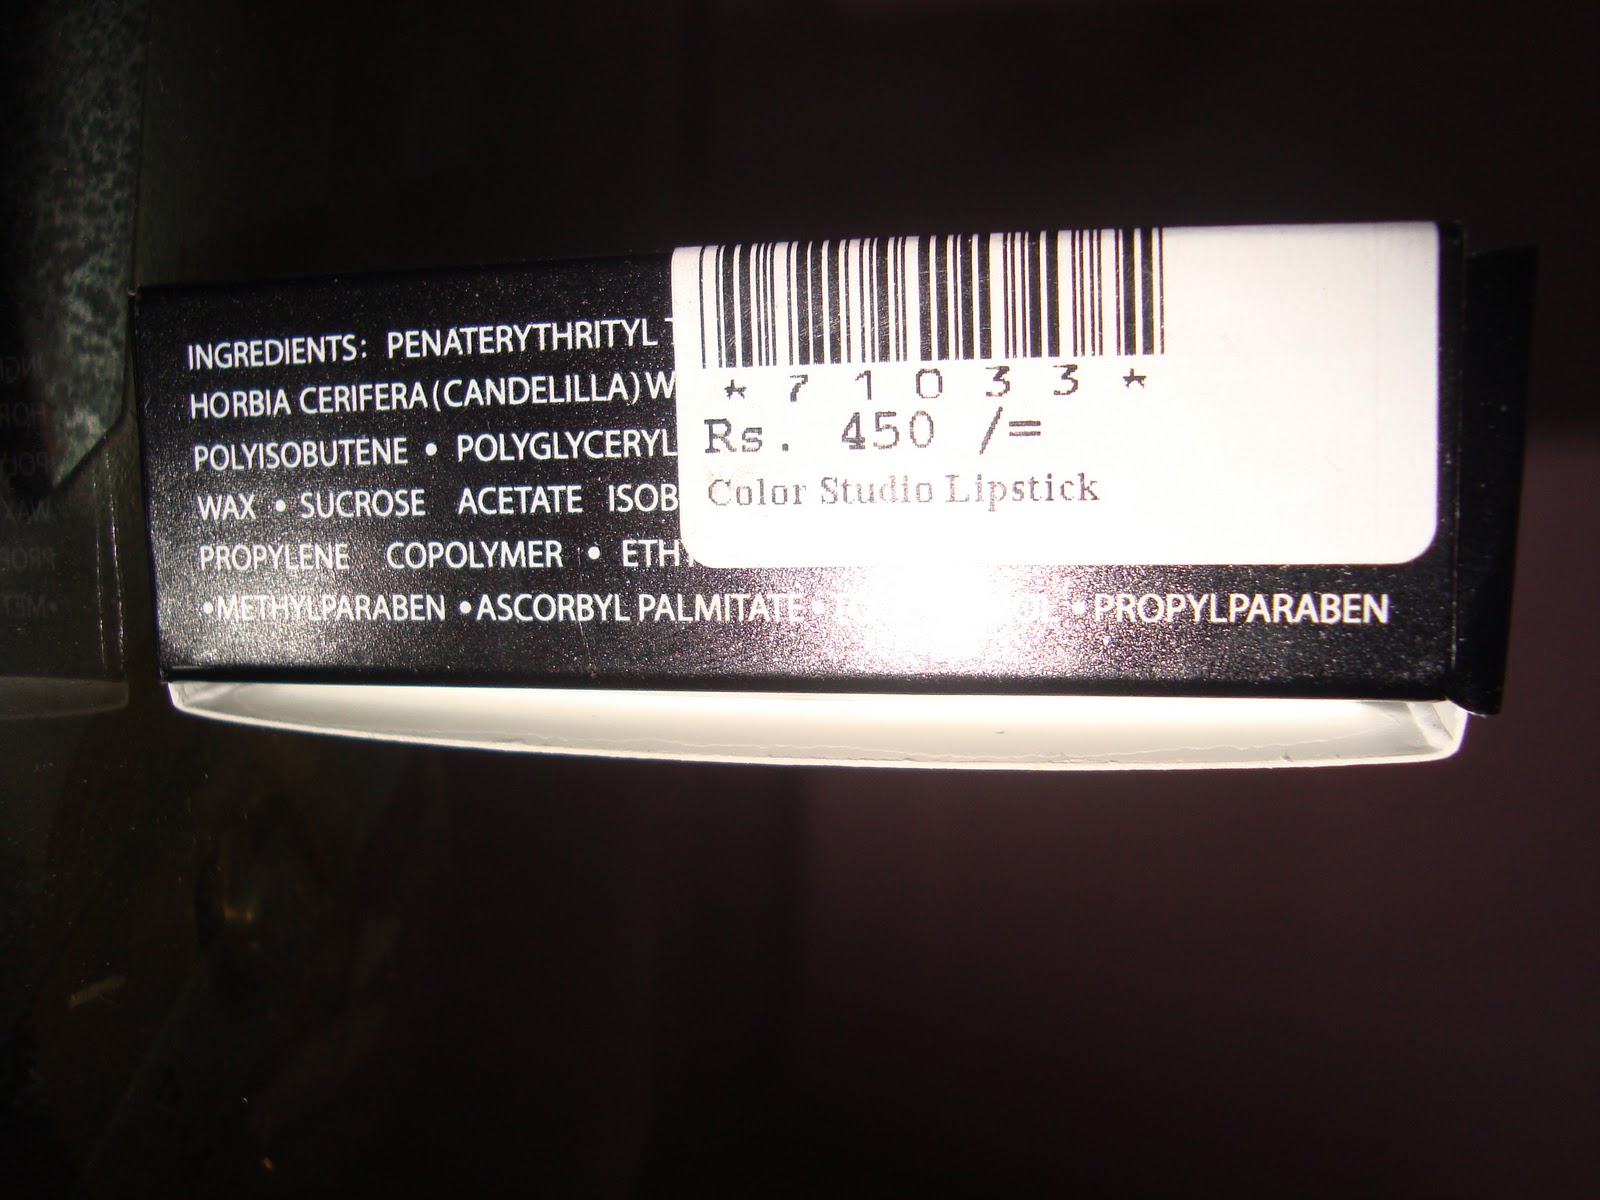 INGREDIENTS: PENATERYTHRITYL
HORBIA CERIFERA (CANDELILLA) W
POLYISOBUTENE • POLYGLYCERYL
WAX • SUCROSE ACETATE ISOB
PROPYLENE COPOLYMER • ETHY
•METHYLPARABEN •ASCORBYL PALMITATE • •PROPYLPARABEN
* 7 1 0 3 3 *
Rs. 450 /=
Color Studio Lipstick